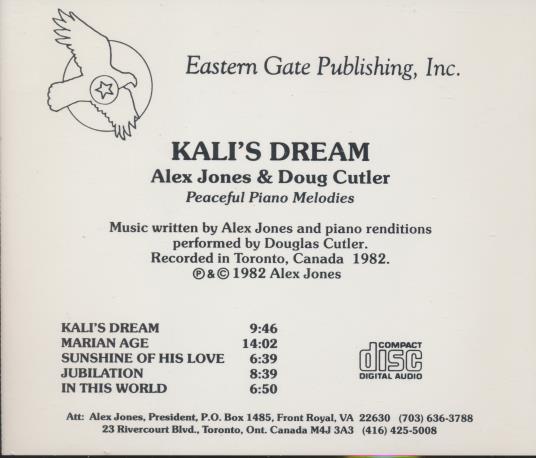 Eastern Gate Publishing, Inc.
KALI'S DREAM
Alex Jones & Doug Cutler
Peaceful Piano Melodies
Music written by Alex Jones and piano renditions
performed by Douglas Cutler.
Recorded in Toronto, Canada 1982.
℗ & © 1982 Alex Jones
KALI'S DREAM 9:46
MARIAN AGE 14:02
SUNSHINE OF HIS LOVE 6:39
JUBILATION 8:39
IN THIS WORLD 6:50
COMPACT
disc
DIGITAL AUDIO
Att: Alex Jones, President, P.O. Box 1485, Front Royal, VA 22630 (703) 636-3788
23 Rivercourt Blvd., Toronto, Ont. Canada M4J 3A3 (416) 425-5008